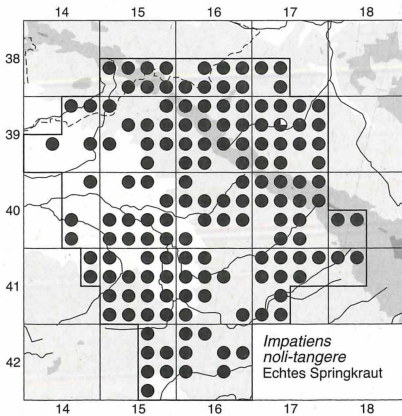 14 15 16 17 18
38
39
40
41
42
Impatiens
noli-tangere
Echtes Springkraut
14 15 16 17 18